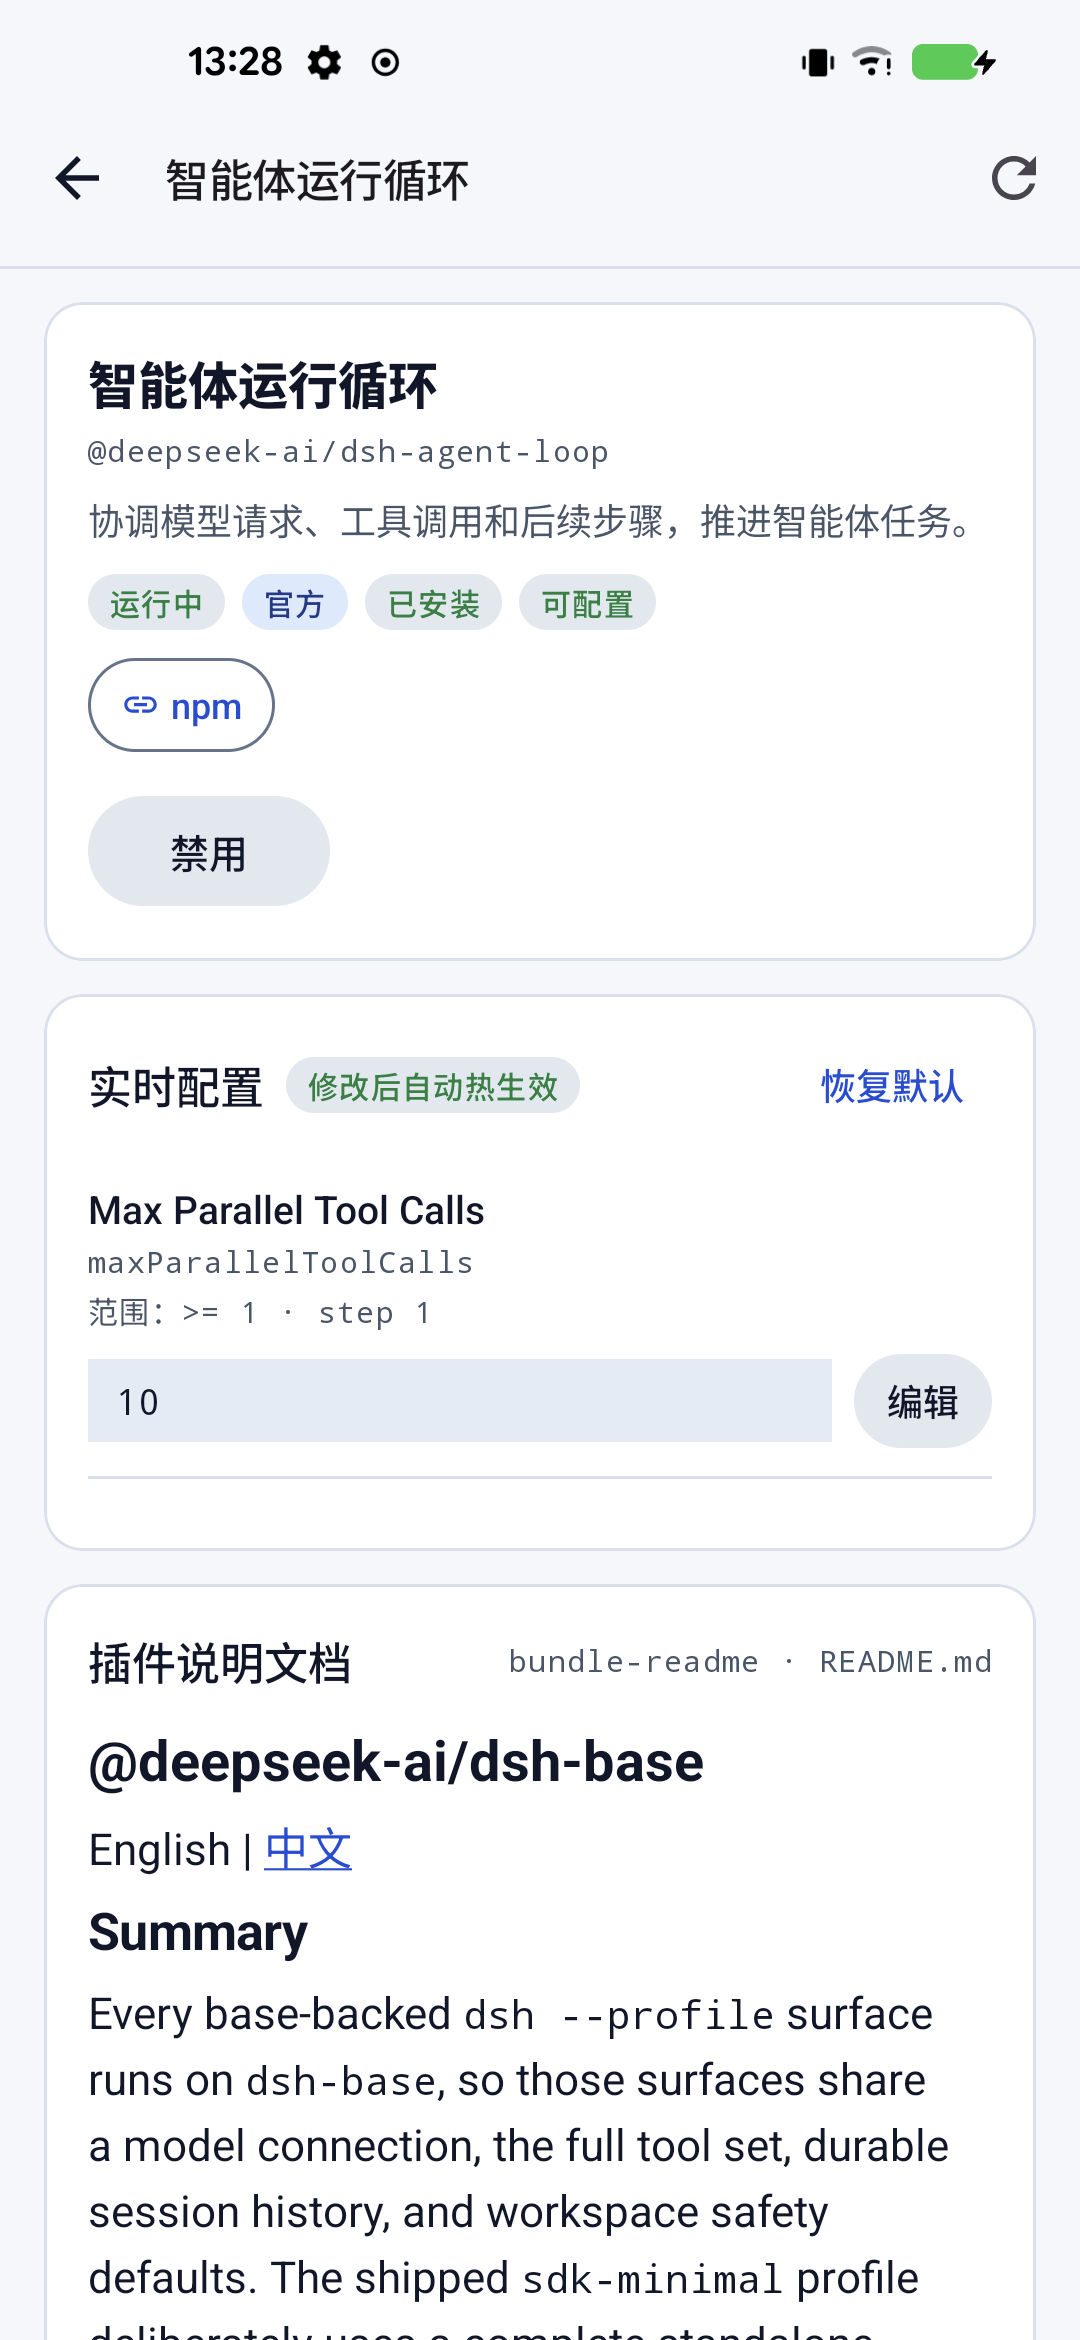 13:28
智能体运行循环
智能体运行循环
@deepseek-ai/dsh-agent-loop
协调模型请求、工具调用和后续步骤，推进智能体任务。
运行中 官方 已安装 可配置
npm
禁用
实时配置 修改后自动热生效 恢复默认
Max Parallel Tool Calls
maxParallelToolCalls
范围: >= 1 · step 1
10 编辑
插件说明文档 bundle-readme · README.md
@deepseek-ai/dsh-base
English | 中文
Summary
Every base-backed dsh --profile surface
runs on dsh-base, so those surfaces share
a model connection, the full tool set, durable
session history, and workspace safety
defaults. The shipped sdk-minimal profile
deliberately uses a complete standalone